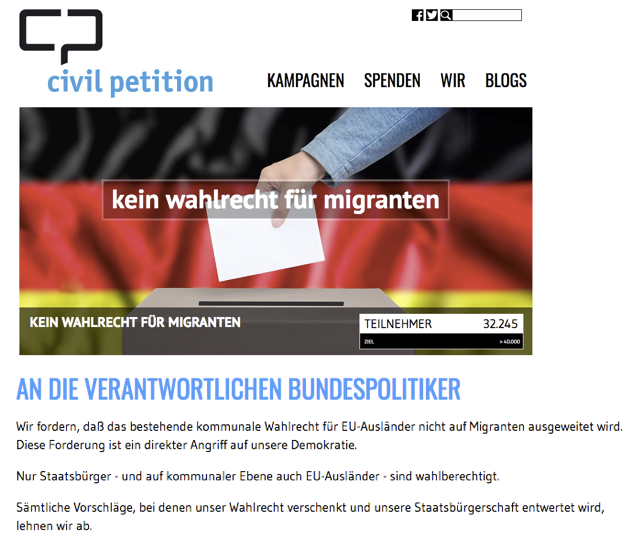 civil petition
KAMPAGNEN SPENDEN WIR BLOGS
kein wahlrecht für migranten
KEIN WAHLRECHT FÜR MIGRANTEN
TEILNEHMER 32.245
ZIEL > 40.000
AN DIE VERANTWORTLICHEN BUNDESPOLITIKER
Wir fordern, daß das bestehende kommunale Wahlrecht für EU-Ausländer nicht auf Migranten ausgeweitet wird.
Diese Forderung ist ein direkter Angriff auf unsere Demokratie.
Nur Staatsbürger - und auf kommunaler Ebene auch EU-Ausländer - sind wahlberechtigt.
Sämtliche Vorschläge, bei denen unser Wahlrecht verschenkt und unsere Staatsbürgerschaft entwertet wird,
lehnen wir ab.